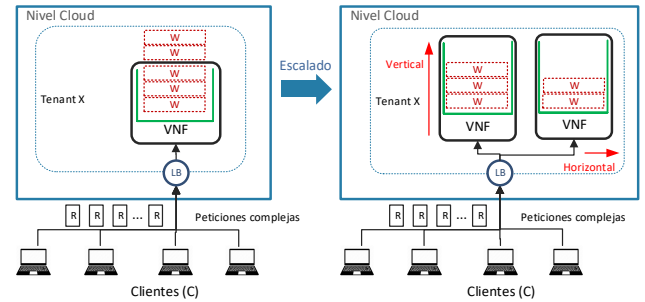 Nivel Cloud
W
W
W
W
W
Tenant X
VNF
LB
R R R ... R
Peticiones complejas
Clientes (C)
Escalado
Nivel Cloud
Vertical
W
W
W
W
W
Tenant X
VNF
VNF
LB
Horizontal
R R R ... R
Peticiones complejas
Clientes (C)